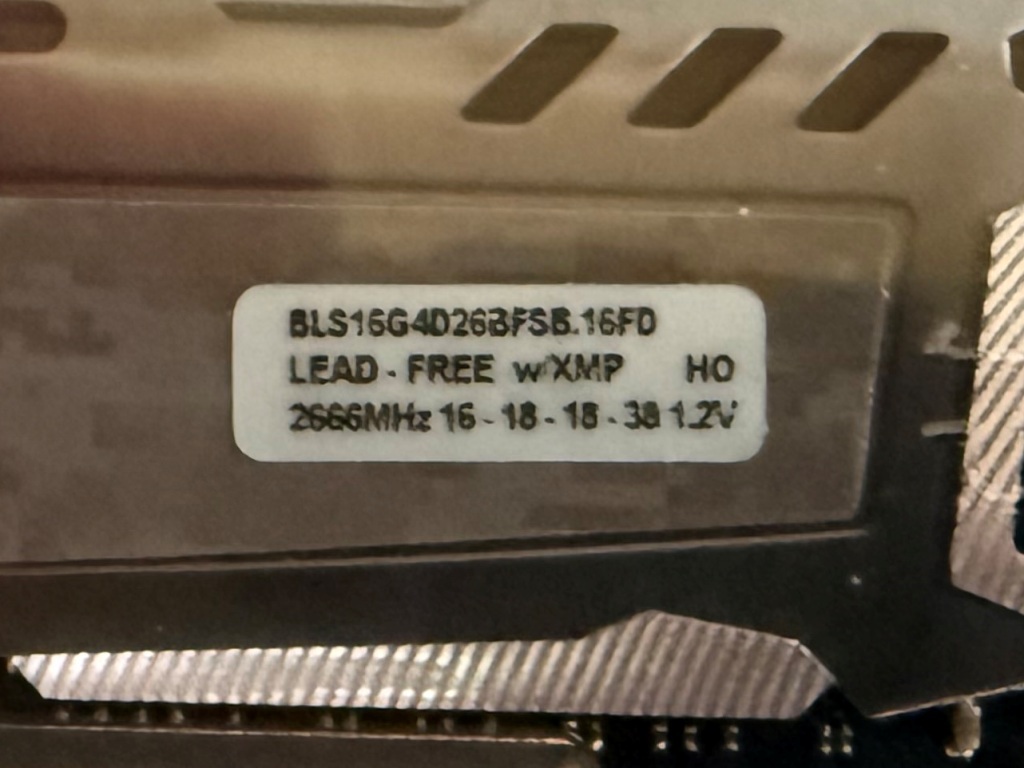 BLS16G4D26BFSB.16FD
LEAD - FREE w/XMP HO
2666MHz 16 - 18 - 18 - 38 1.2V